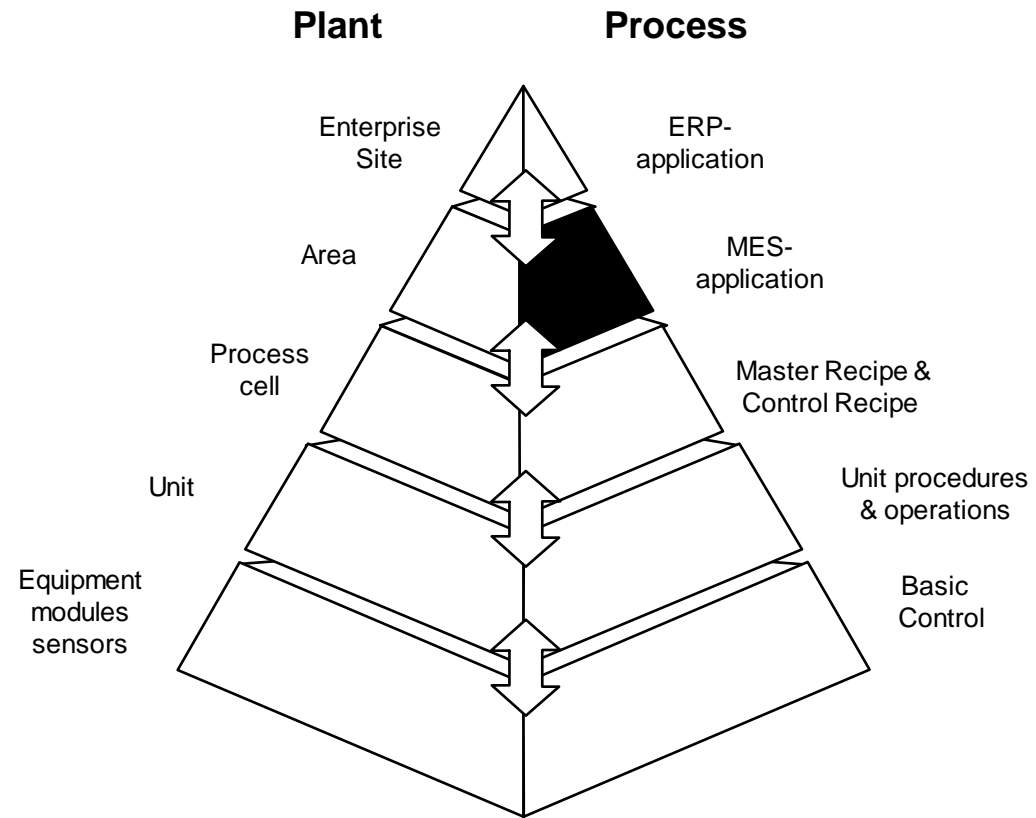 Plant
Process
Enterprise
Site
ERP-
application
Area
MES-
application
Process
cell
Master Recipe &
Control Recipe
Unit
Unit procedures
& operations
Equipment
modules
sensors
Basic
Control